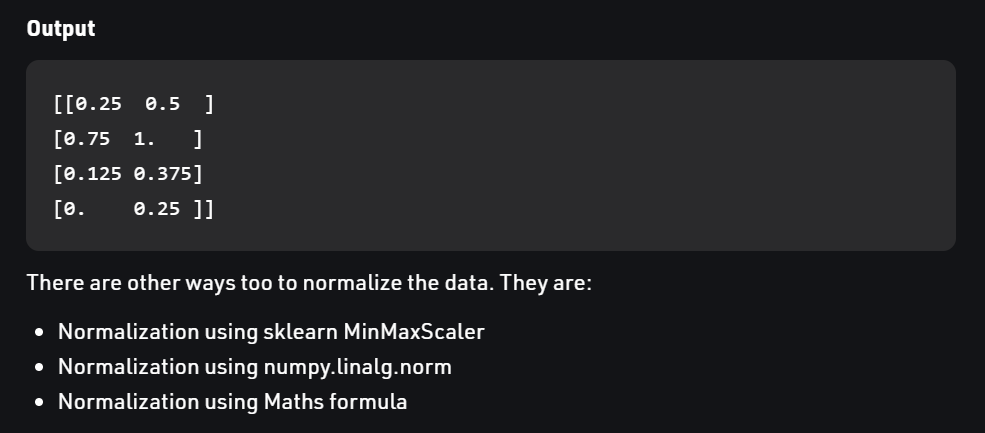 Output
[[0.25  0.5  ]
[0.75  1.   ]
[0.125 0.375]
[0.    0.25 ]]
There are other ways too to normalize the data. They are:
• Normalization using sklearn MinMaxScaler
• Normalization using numpy.linalg.norm
• Normalization using Maths formula